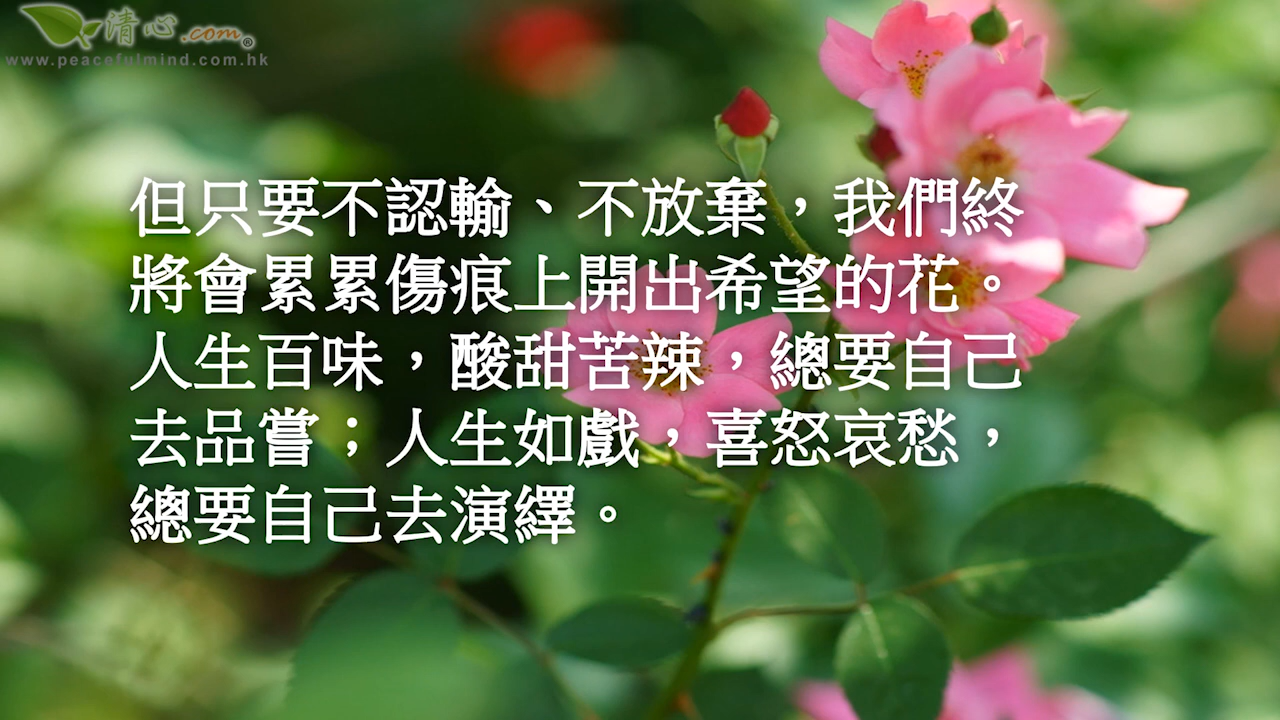 清心.com®
www.peacefulmind.com.hk
但只要不認輸、不放棄，我們終
將會累累傷痕上開出希望的花。
人生百味，酸甜苦辣，總要自己
去品嘗；人生如戲，喜怒哀愁，
總要自己去演繹。